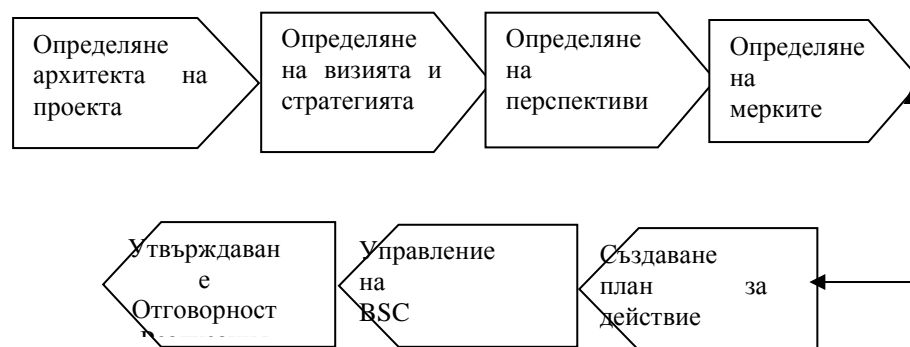 Определяне
архитекта на
проекта
Определяне
на визията и
стратегията
Определяне
на
перспективи
Определяне
на
мерките
Създаване
план за
действие
Управление
на
BSC
Утвърждаван
е
Отговорност